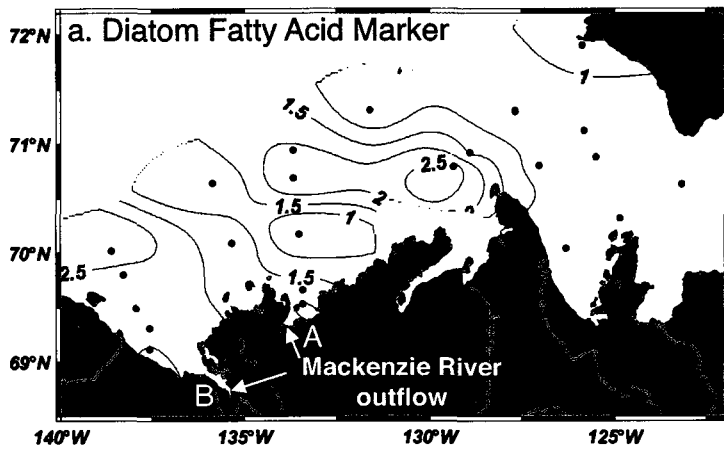 72°N
a. Diatom Fatty Acid Marker
1
1.5
71°N
2.5
2
1.5
1
70°N
2.5
1.5
A
69°N
Mackenzie River
B
outflow
140°W
135°W
130°W
125°W